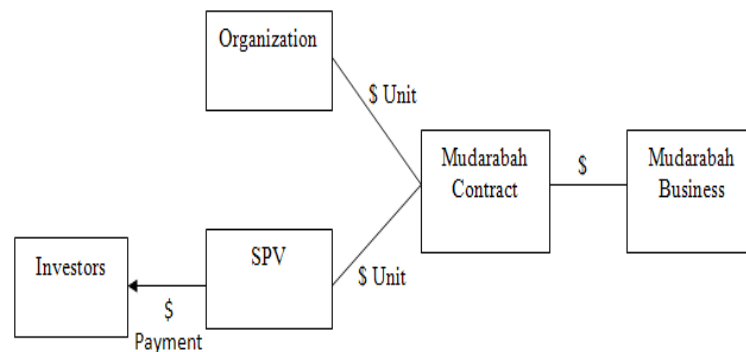 Organization
$ Unit
Mudarabah
Contract
$
Mudarabah
Business
Investors
SPV
$ Unit
$
Payment